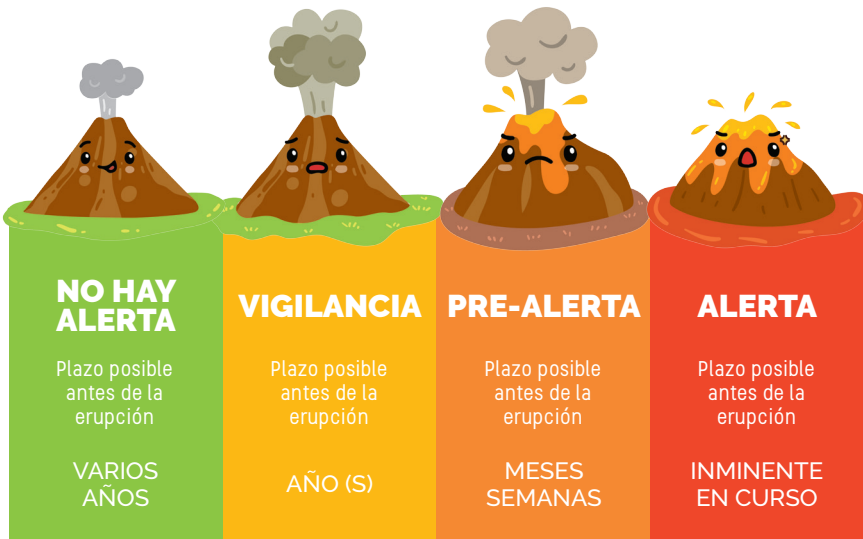 NO HAY
ALERTA
Plazo posible
antes de la
erupción
VARIOS
AÑOS
VIGILANCIA
Plazo posible
antes de la
erupción
AÑO (S)
PRE-ALERTA
Plazo posible
antes de la
erupción
MESES
SEMANAS
ALERTA
Plazo posible
antes de la
erupción
INMINENTE
EN CURSO